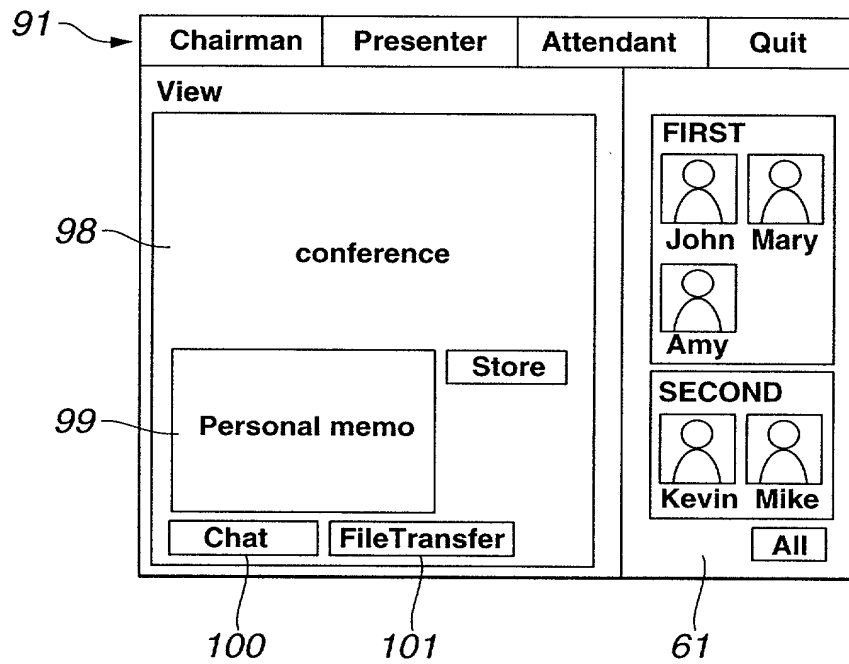 91
Chairman Presenter Attendant Quit
View
98
conference
Store
99
Personal memo
Chat FileTransfer
FIRST
John Mary
Amy
SECOND
Kevin Mike
All
100 101 61